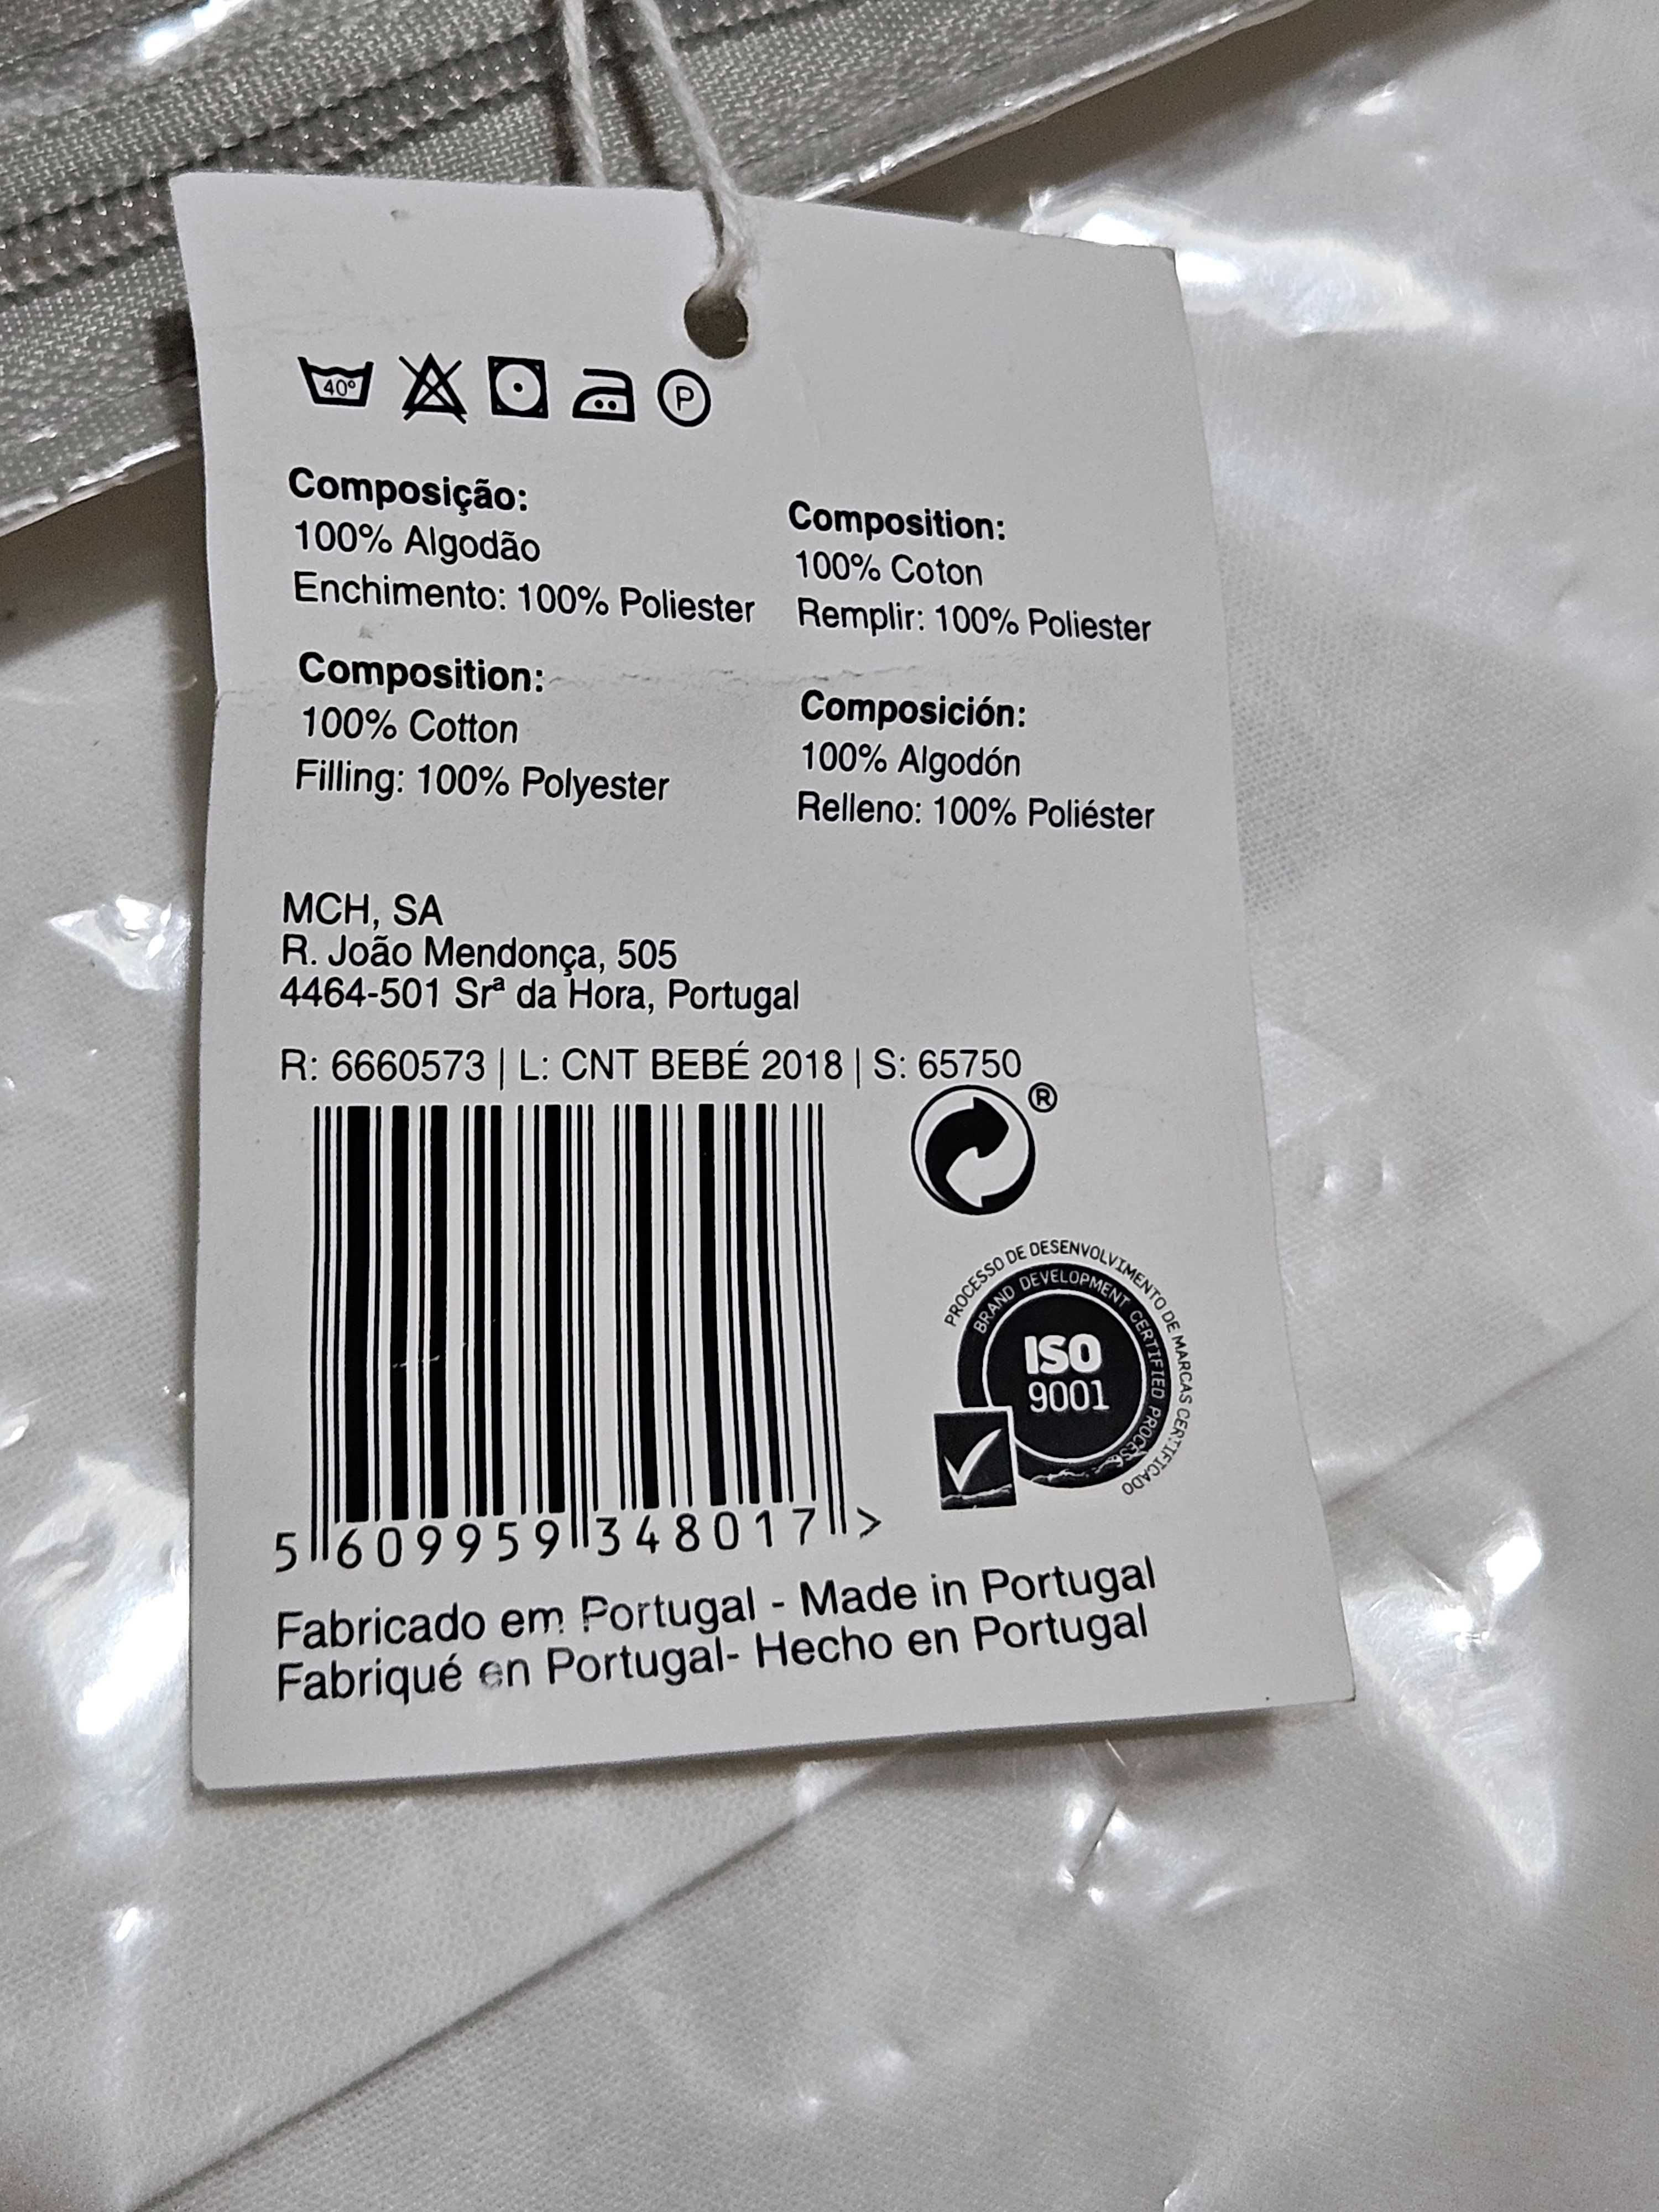 40°
P
Composição:
100% Algodão
Enchimento: 100% Poliester
Composition:
100% Coton
Remplir: 100% Poliester
Composition:
100% Cotton
Filling: 100% Polyester
Composición:
100% Algodón
Relleno: 100% Poliéster
MCH, SA
R. João Mendonça, 505
4464-501 Srª da Hora, Portugal
R: 6660573 | L: CNT BEBÉ 2018 | S: 65750
®
PROCESSO DE DESENVOLVIMENTO DE MARCAS CERTIFICADO
BRAND DEVELOPMENT CERTIFIED PROCESS
ISO
9001
5 609959 348017 >
Fabricado em Portugal - Made in Portugal
Fabriqué en Portugal- Hecho en Portugal